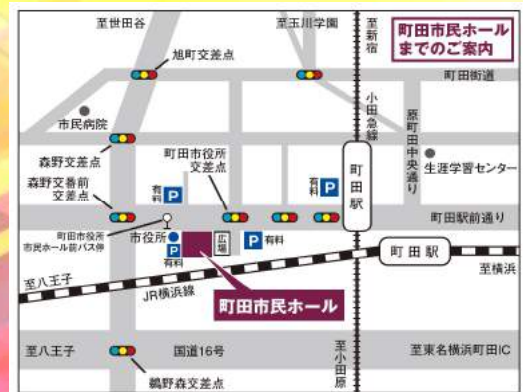 至世田谷
至玉川学園
至新宿
町田市民ホール
までのご案内
旭町交差点
町田街道
小田急線
原町田中央通り
市民病院
森野交差点
町田市役所
交差点
町田駅
生涯学習センター
森野交番前
交差点
有料
P
有料
P
町田駅前通り
町田市役所
市民ホール前バス停
市役所
P
有料
広場
P
有料
町田駅
至八王子
JR横浜線
至横浜
町田市民ホール
至八王子
国道16号
至小田原
至東名横浜町田IC
鵜野森交差点